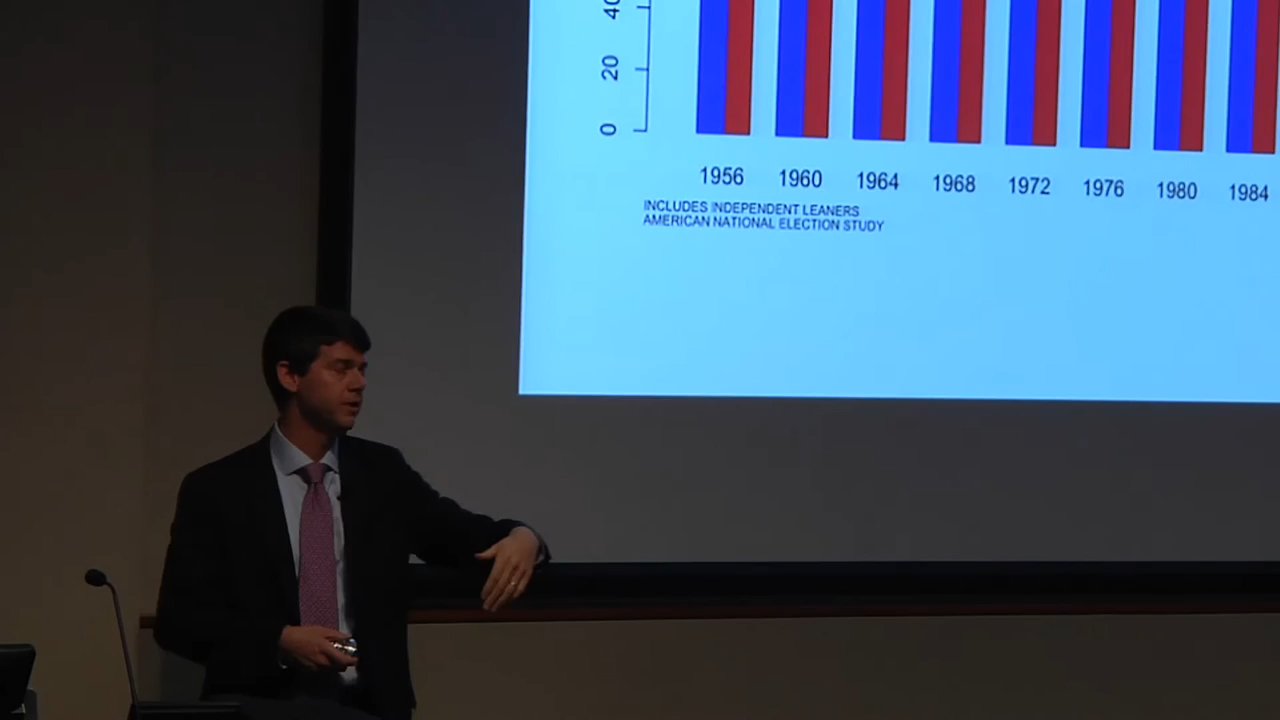 40
20
0
1956 1960 1964 1968 1972 1976 1980 1984
INCLUDES INDEPENDENT LEANERS
AMERICAN NATIONAL ELECTION STUDY